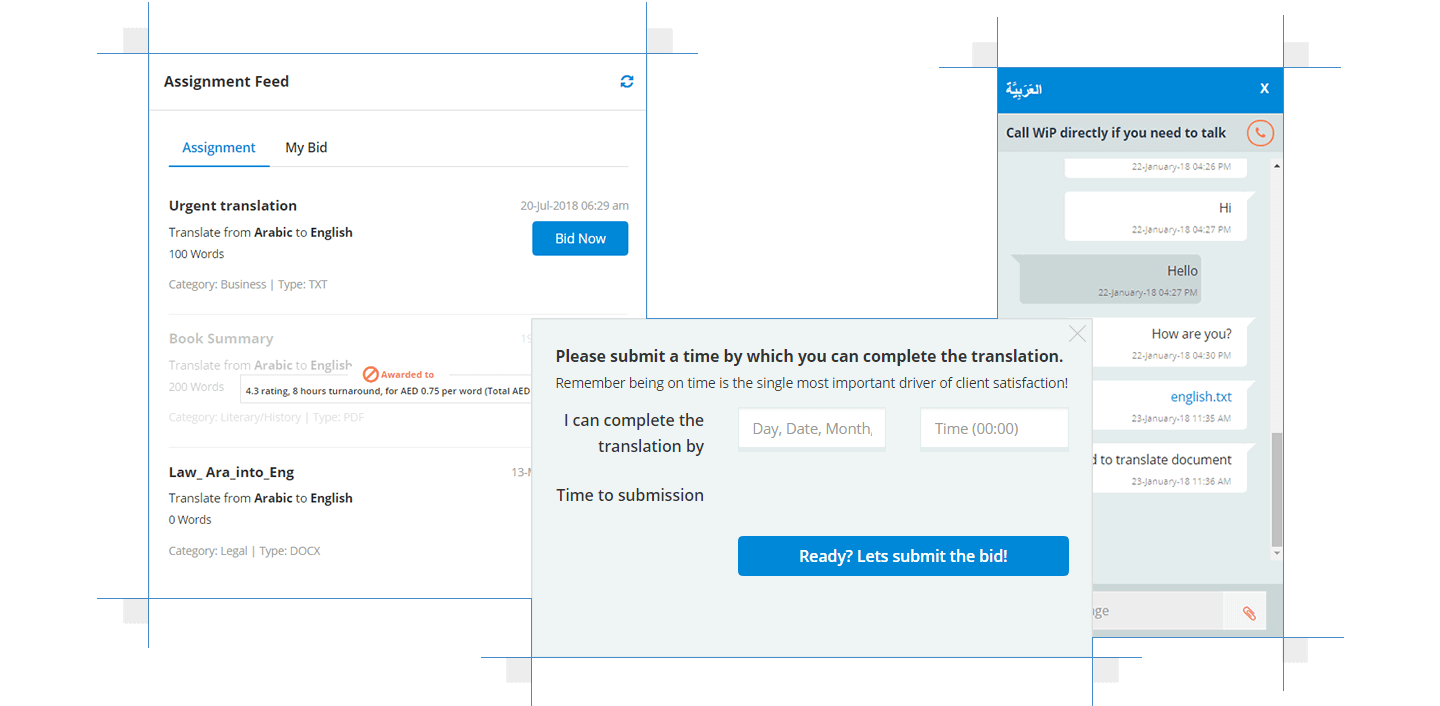 Assignment Feed
Assignment My Bid
Urgent translation
20-Jul-2018 06:29 am
Translate from Arabic to English
Bid Now
100 Words
Category: Business | Type: TXT
Book Summary
Translate from Arabic to English
200 Words
Awarded to
4.3 rating, 8 hours turnaround, for AED 0.75 per word (Total AED
Category: Literary/History | Type: PDF
Law_ Ara_into_Eng
Translate from Arabic to English
0 Words
Category: Legal | Type: DOCX
Please submit a time by which you can complete the translation.
Remember being on time is the single most important driver of client satisfaction!
I can complete the
translation by
Day, Date, Month,
Time (00:00)
Time to submission
Ready? Lets submit the bid!
العَرَبِيَّة
X
Call WiP directly if you need to talk
22-January-18 04:26 PM
Hi
22-January-18 04:27 PM
Hello
22-January-18 04:27 PM
How are you?
22-January-18 04:30 PM
english.txt
23-January-18 11:35 AM
to translate document
23-January-18 11:36 AM